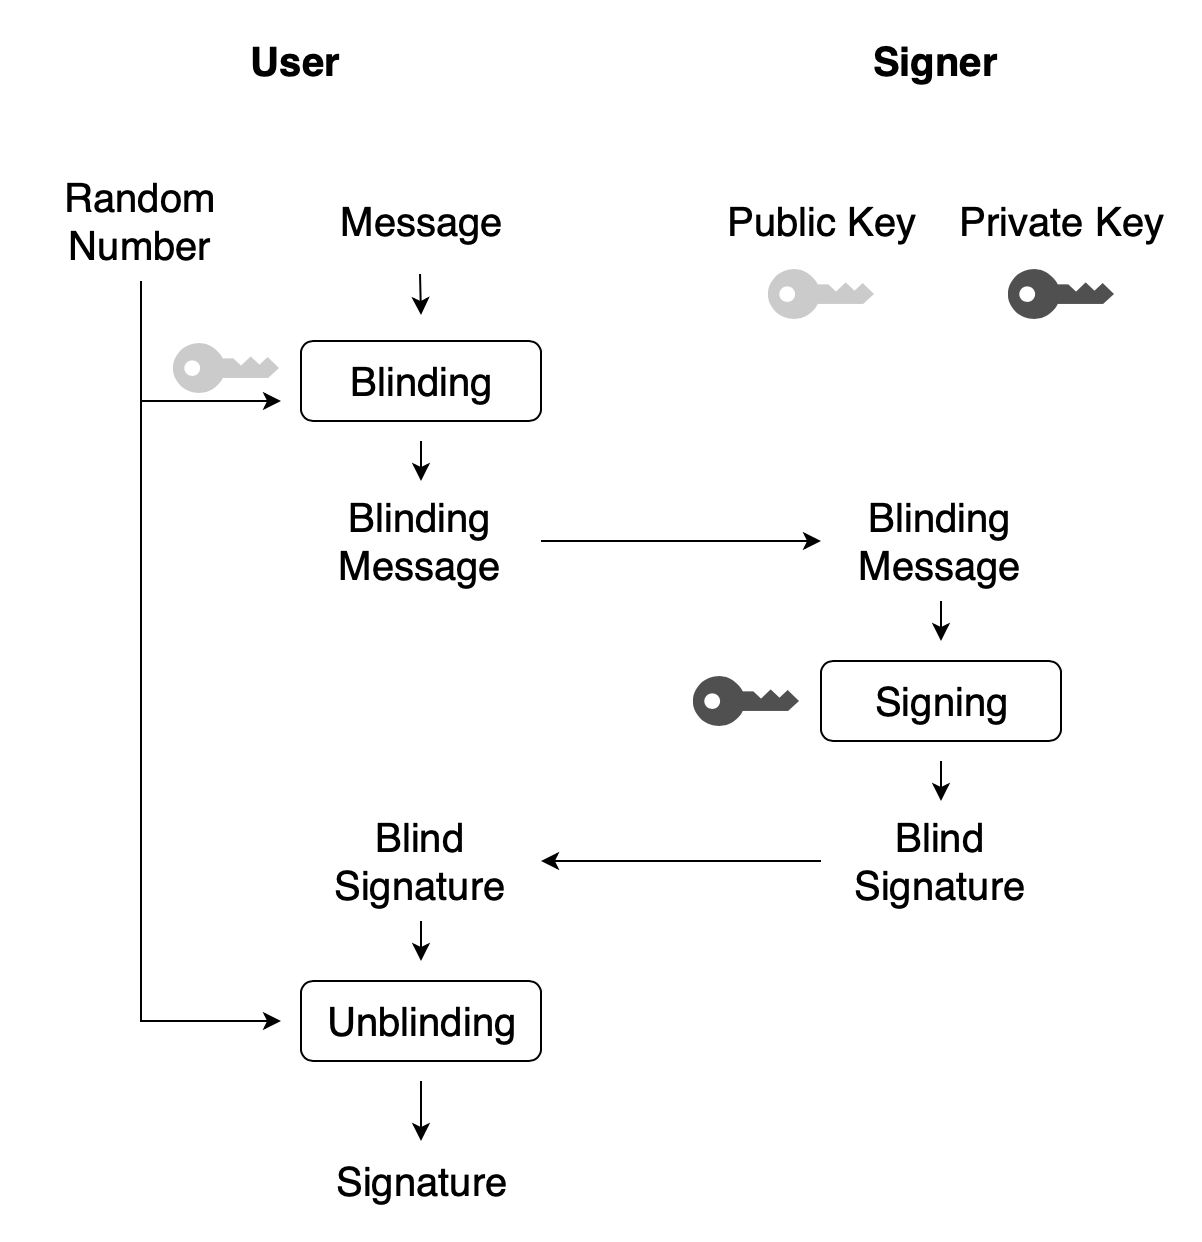 User
Signer
Random
Number
Message
Public Key
Private Key
Blinding
Blinding
Message
Blinding
Message
Signing
Blind
Signature
Blind
Signature
Unblinding
Signature